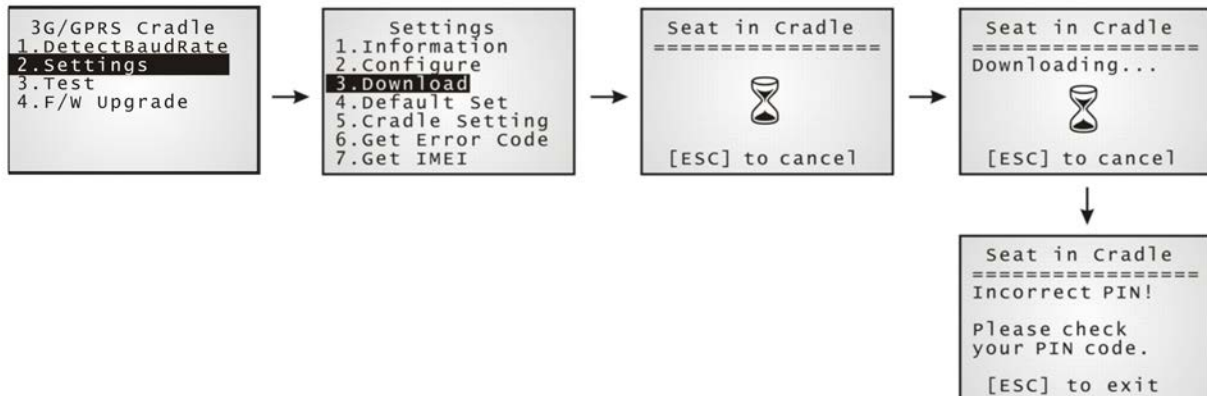 3G/GPRS Cradle
1.DetectBaudRate
2.Settings
3.Test
4.F/W Upgrade
Settings
1.Information
2.Configure
3.Download
4.Default Set
5.Cradle Setting
6.Get Error Code
7.Get IMEI
Seat in Cradle
=================
[ESC] to cancel
Seat in Cradle
=================
Downloading...
[ESC] to cancel
Seat in Cradle
=================
Incorrect PIN!
Please check
your PIN code.
[ESC] to exit